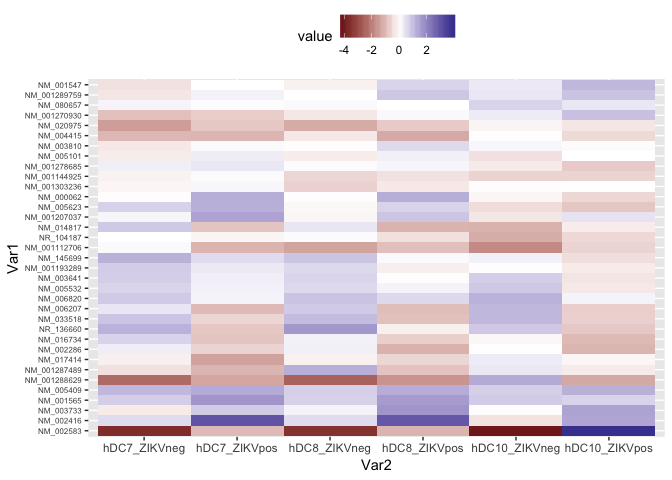 value
-4 -2 0 2
NM_001547
NM_001289759
NM_080657
NM_001270930
NM_020975
NM_004415
NM_003810
NM_005101
NM_001278685
NM_001144925
NM_001303236
NM_000062
NM_005623
NM_001207037
NM_014817
NR_104187
NM_001112706
NM_145699
NM_001193289
NM_003641
NM_005532
NM_006820
NM_006207
NM_033518
NR_136660
NM_016734
NM_002286
NM_017414
NM_001287489
NM_001288629
NM_005409
NM_001565
NM_003733
NM_002416
NM_002583
Var1
hDC7_ZIKVneg hDC7_ZIKVpos hDC8_ZIKVneg hDC8_ZIKVpos hDC10_ZIKVneg hDC10_ZIKVpos
Var2